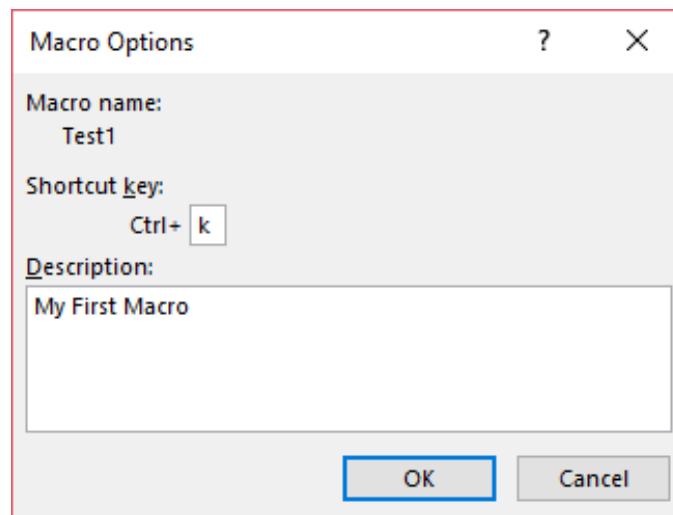 Macro Options ? X
Macro name:
Test1
Shortcut key:
Ctrl+ k
Description:
My First Macro
OK Cancel